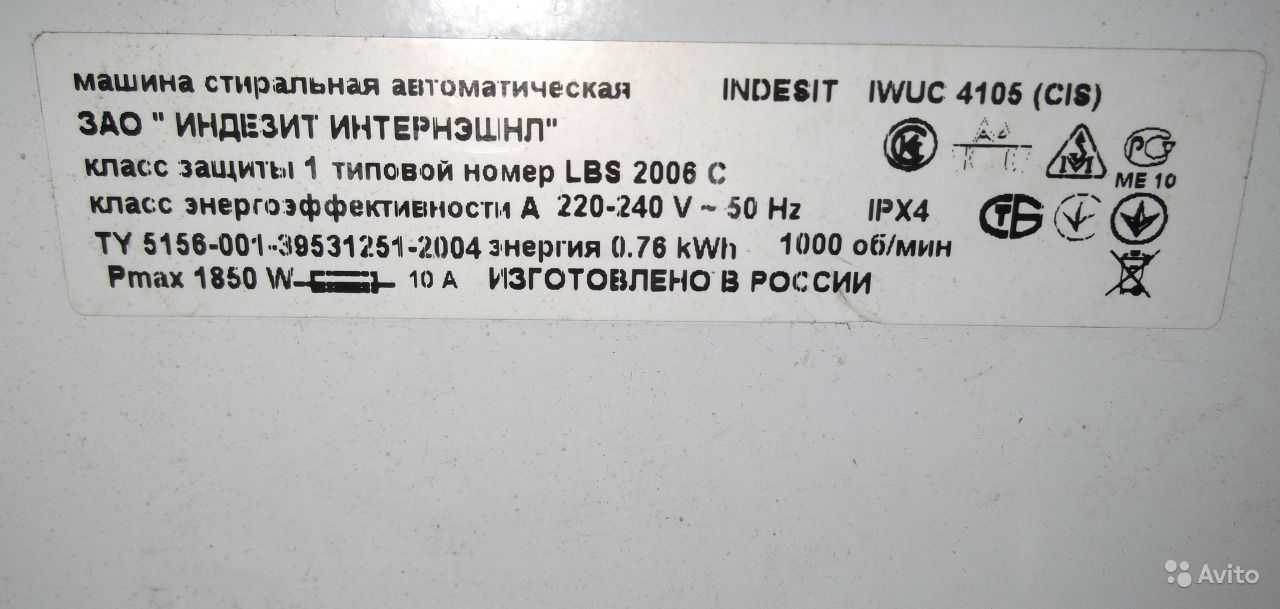 машина стиральная автоматическая INDESIT IWUC 4105 (CIS)
ЗАО " ИНДЕЗИТ ИНТЕРНЭШНЛ"
класс защиты 1 типовой номер LBS 2006 C
ME 10
класс энергоэффективности А 220-240 V ~ 50 Hz IPX4
ТУ 5156-001-39531251-2004 энергия 0.76 kWh 1000 об/мин
Pmax 1850 W 10 A ИЗГОТОВЛЕНО В РОССИИ
Avito